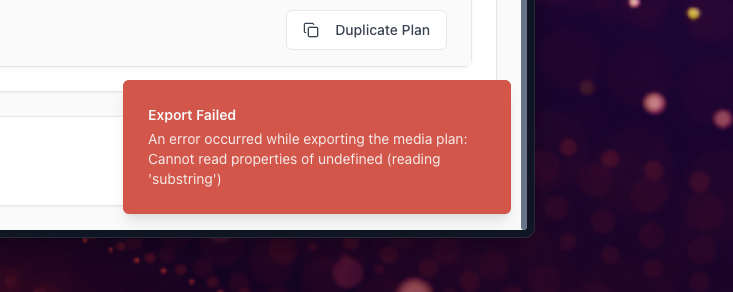 Duplicate Plan
Export Failed
An error occurred while exporting the media plan:
Cannot read properties of undefined (reading
'substring')